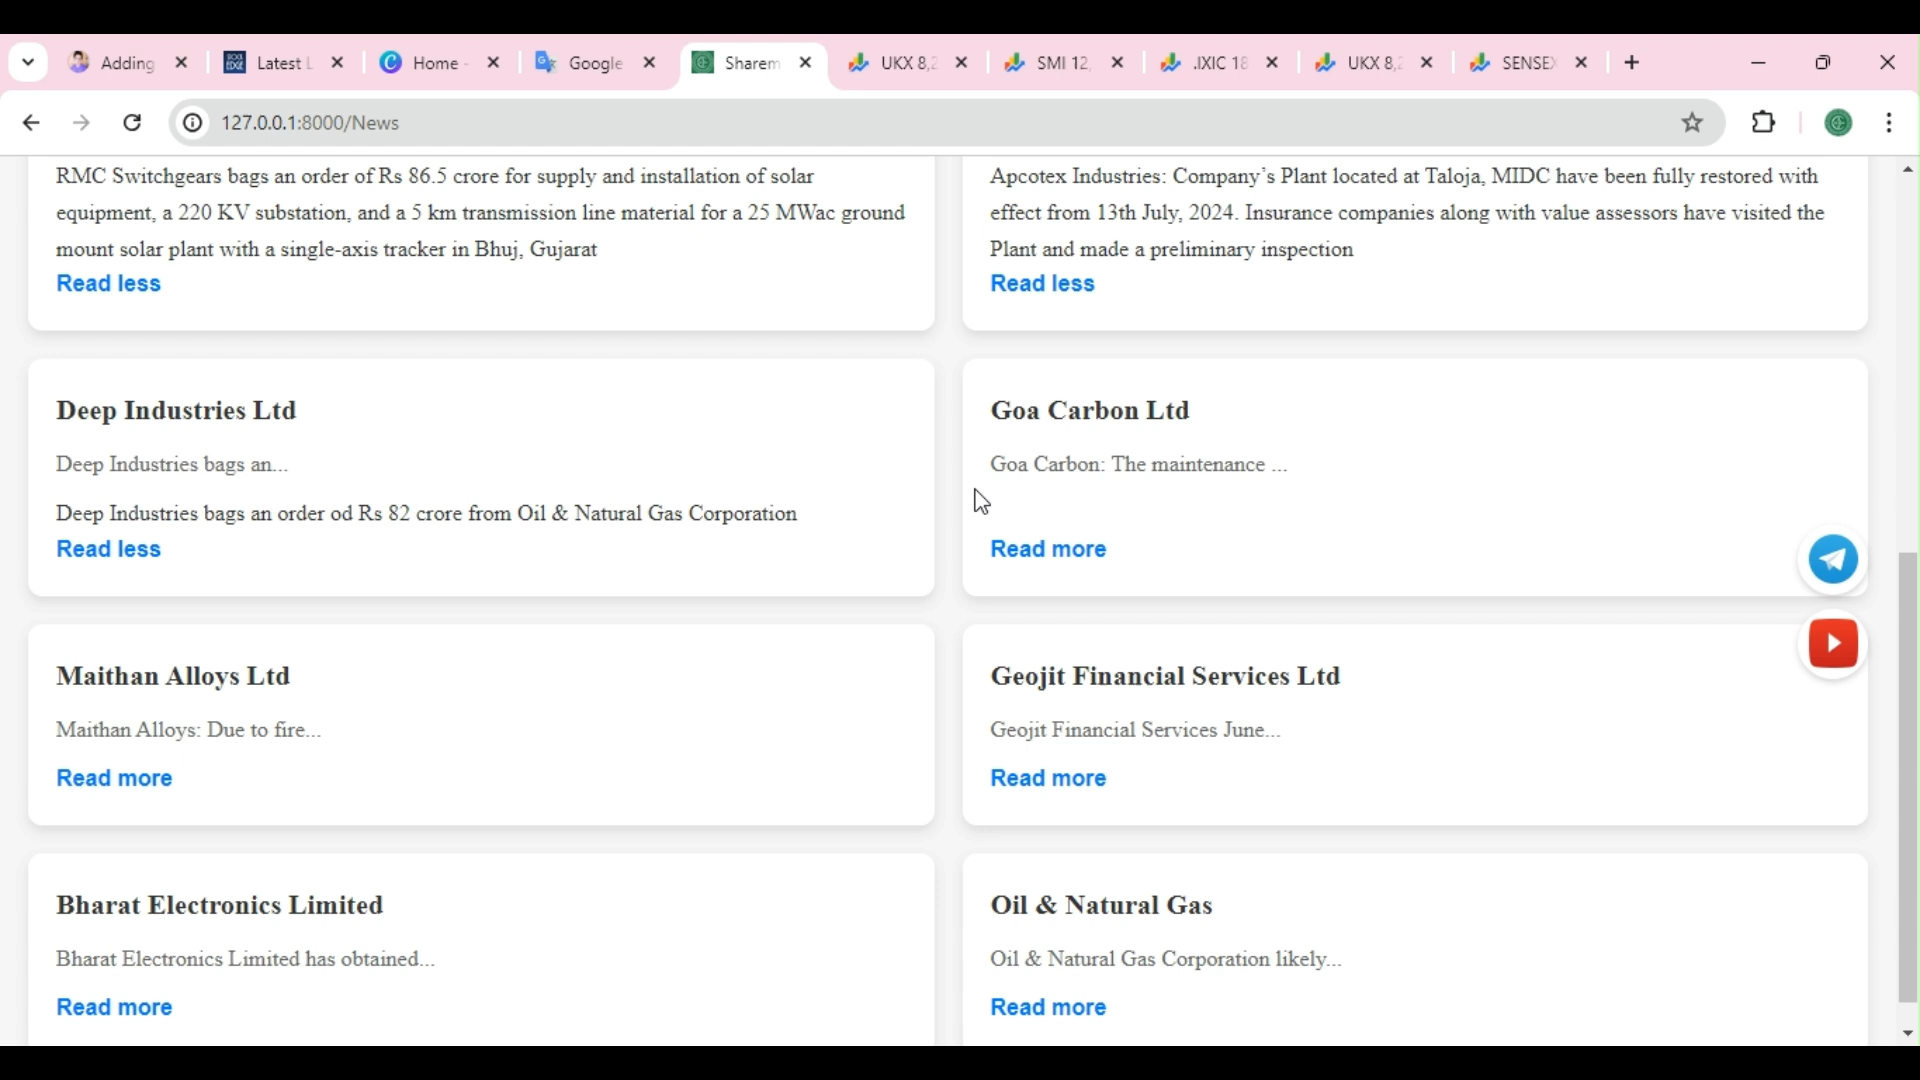 Adding
Latest L
Home -
Google
Sharem
UKX 8,2
SMI 12,
.IXIC 18
UKX 8,2
SENSEX
127.0.0.1:8000/News
RMC Switchgears bags an order of Rs 86.5 crore for supply and installation of solar
equipment, a 220 KV substation, and a 5 km transmission line material for a 25 MWac ground
mount solar plant with a single-axis tracker in Bhuj, Gujarat
Read less
Apcotex Industries: Company’s Plant located at Taloja, MIDC have been fully restored with
effect from 13th July, 2024. Insurance companies along with value assessors have visited the
Plant and made a preliminary inspection
Read less
Deep Industries Ltd
Deep Industries bags an...
Deep Industries bags an order od Rs 82 crore from Oil & Natural Gas Corporation
Read less
Goa Carbon Ltd
Goa Carbon: The maintenance ...
Read more
Maithan Alloys Ltd
Maithan Alloys: Due to fire...
Read more
Geojit Financial Services Ltd
Geojit Financial Services June...
Read more
Bharat Electronics Limited
Bharat Electronics Limited has obtained...
Read more
Oil & Natural Gas
Oil & Natural Gas Corporation likely...
Read more